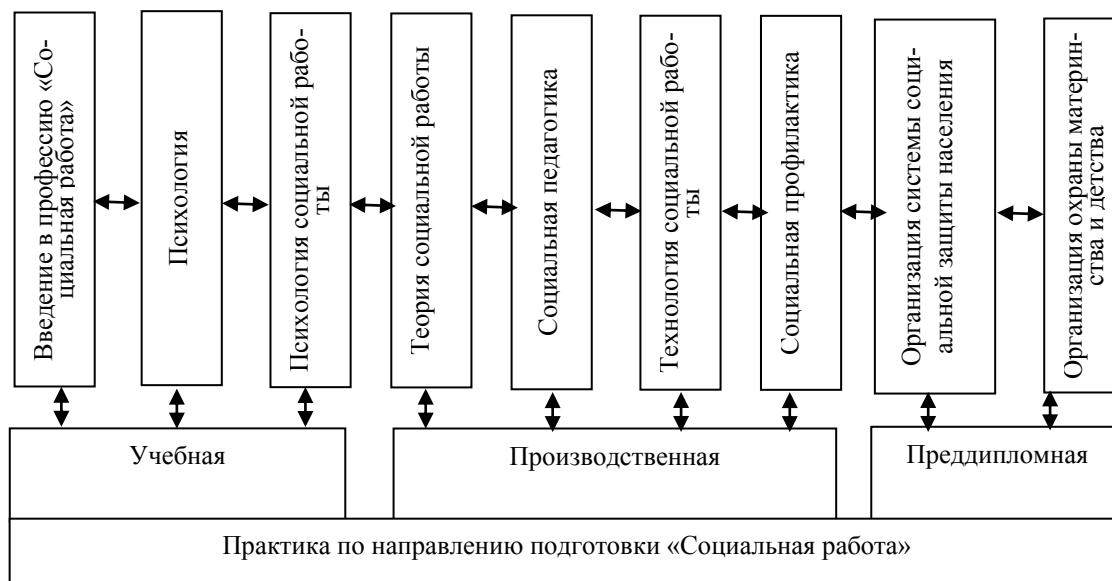 Введение в профессию «Со-
циальная работа»
Психология
Психология социальной рабо-
ты
Теория социальной работы
Социальная педагогика
Технология социальной рабо-
ты
Социальная профилактика
Организация системы соци-
альной защиты населения
Организация охраны материн-
ства и детства
Учебная
Производственная
Преддипломная
Практика по направлению подготовки «Социальная работа»